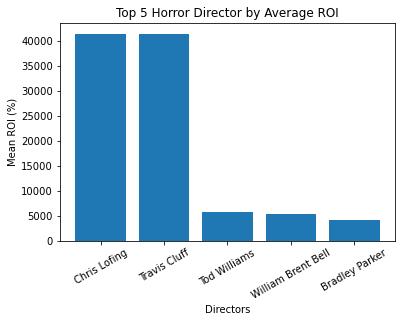 Top 5 Horror Director by Average ROI
Mean ROI (%)
40000
35000
30000
25000
20000
15000
10000
5000
0
Chris Lofing
Travis Cluff
Tod Williams
William Brent Bell
Bradley Parker
Directors